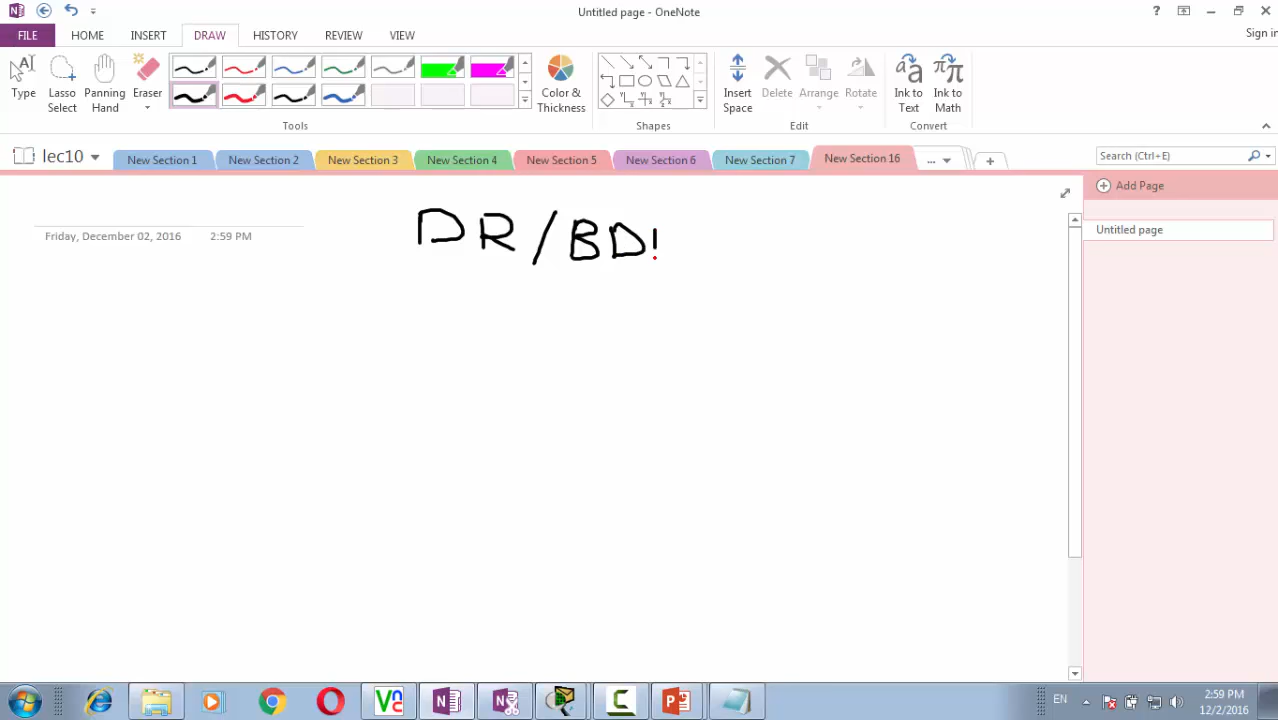 Untitled page - OneNote
?
Sign in
FILE HOME INSERT DRAW HISTORY REVIEW VIEW
Type
Lasso Select
Panning Hand
Eraser
Color & Thickness
Insert Space
Delete
Arrange
Rotate
Ink to Text
Ink to Math
Tools Shapes Edit Convert
lec10 New Section 1 New Section 2 New Section 3 New Section 4 New Section 5 New Section 6 New Section 7 New Section 16 ... Search (Ctrl+E)
Add Page
Untitled page
DR/BD
Friday, December 02, 2016 2:59 PM
EN
2:59 PM
12/2/2016